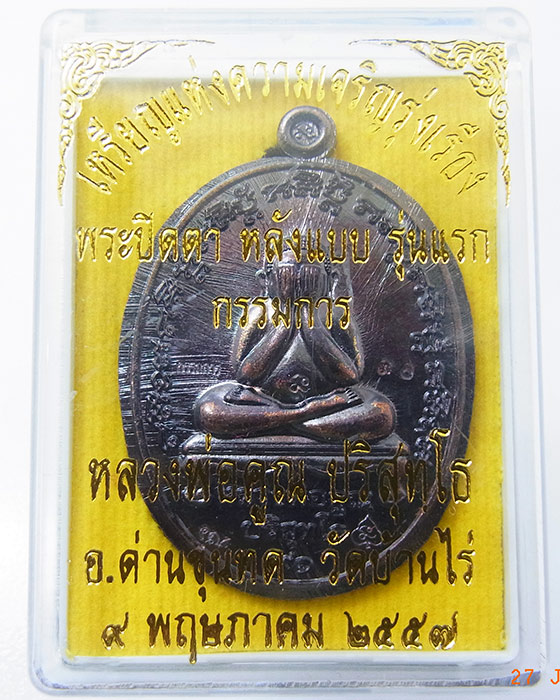 เหรียญแห่งความเจริญรุ่งเรือง
พระปิดตา หลังแบบ รุ่นแรก
กรรมการ
หลวงพ่อคูณ ปริสุทฺโธ
อ.ด่านขุนทด วัดบ้านไร่
๙ พฤษภาคม ๒๕๕๗
27